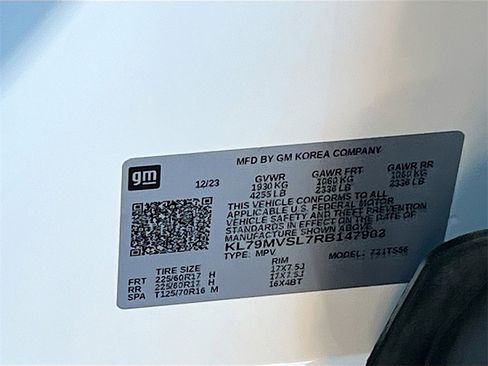 gm
MFD BY GM KOREA COMPANY
12/23
GVWR GAWR FRT GAWR RR
1930 KG 1060 KG 1060 KG
4255 LB 2336 LB 2336 LB
THIS VEHICLE CONFORMS TO ALL
APPLICABLE U.S. FEDERAL MOTOR
VEHICLE SAFETY AND THEFT PREVENTION
STANDARDS IN EFFECT ON THE DATE OF
MANUFACTURE SHOWN ABOVE
KL79MVSL7RB147903
TYPE: MPV MODEL:
TIRE SIZE RIM
FRT 225/60R17 H 17X7.5J
RR 225/60R17 H 17X7.5J
SPA T125/70R16 M 16X4BT